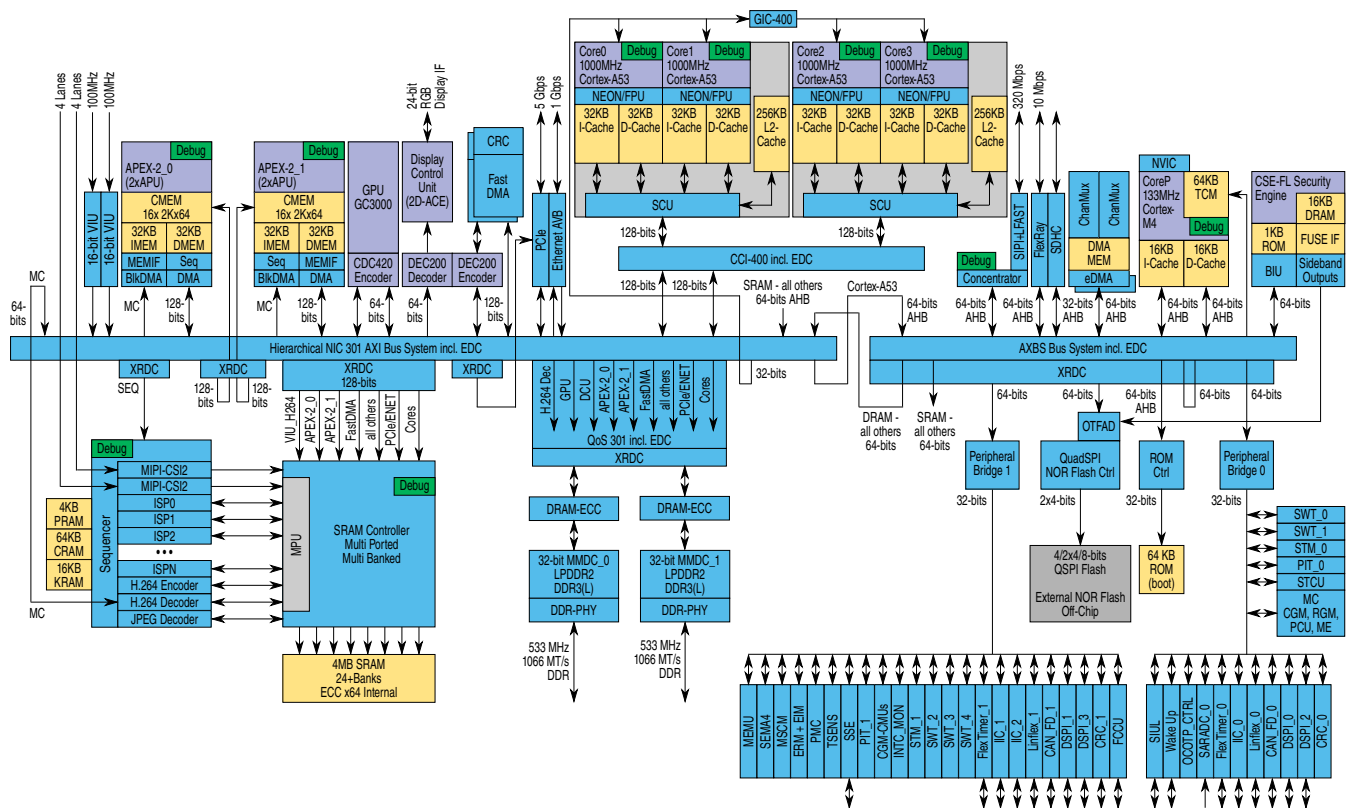 GIC-400
Core0
1000MHz
Cortex-A53
Debug
Core1
1000MHz
Cortex-A53
Debug
NEON/FPU
NEON/FPU
32KB
I-Cache
32KB
D-Cache
32KB
I-Cache
32KB
D-Cache
256KB
L2-
Cache
SCU
Core2
1000MHz
Cortex-A53
Debug
Core3
1000MHz
Cortex-A53
Debug
NEON/FPU
NEON/FPU
32KB
I-Cache
32KB
D-Cache
32KB
I-Cache
32KB
D-Cache
256KB
L2-
Cache
SCU
128-bits
128-bits
CCI-400 incl. EDC
128-bits
128-bits
SRAM - all others
64-bits AHB
Cortex-A53
4 Lanes
4 Lanes
100MHz
100MHz
16-bit VIU
16-bit VIU
Debug
APEX-2_0
(2xAPU)
CMEM
16x 2Kx64
32KB
IMEM
32KB
DMEM
MEMIF
Seq
BlkDMA
DMA
MC
128-
bits
Debug
APEX-2_1
(2xAPU)
CMEM
16x 2Kx64
32KB
IMEM
32KB
DMEM
Seq
MEMIF
BlkDMA
DMA
MC
128-
bits
GPU
GC3000
CDC420
Encoder
64-
bits
24-bit
RGB
Display IF
Display
Control
Unit
(2D-ACE)
DEC200
Decoder
64-
bits
CRC
Fast
DMA
DEC200
Encoder
128-
bits
5 Gbps
1 Gbps
PCIe
Ethernet AVB
320 Mbps
10 Mbps
Debug
Concentrator
SIPI+LFAST
FlexRay
SDHC
64-bits
AHB
64-bits
AHB
64-bits
AHB
ChanMux
ChanMux
DMA
MEM
eDMA
32-bits
AHB
64-bits
AHB
NVIC
CoreP
133MHz
Cortex-
M4
64KB
TCM
Debug
16KB
I-Cache
16KB
D-Cache
64-bits
AHB
64-bits
AHB
CSE-FL Security
Engine
16KB
DRAM
1KB
ROM
FUSE IF
BIU
Sideband
Outputs
64-bits
MC
64-
bits
Hierarchical NIC 301 AXI Bus System incl. EDC
XRDC
XRDC
XRDC
128-bits
XRDC
SEQ
128-
bits
128-
bits
128-
bits
32-bits
AXBS Bus System incl. EDC
XRDC
64-bits
64-bits
64-bits
AHB
64-bits
64-bits
DRAM -
all others
64-bits
SRAM -
all others
64-bits
VIU_H264
APEX-2_0
APEX-2_1
FastDMA
all others
PCIe/ENET
Cores
H.264 Dec
GPU
DCU
APEX-2_0
APEX-2_1
FastDMA
all others
PCIe/ENET
Cores
QoS 301 incl. EDC
XRDC
DRAM-ECC
DRAM-ECC
32-bit MMDC_0
LPDDR2
DDR3(L)
DDR-PHY
32-bit MMDC_1
LPDDR2
DDR3(L)
DDR-PHY
533 MHz
1066 MT/s
DDR
533 MHz
1066 MT/s
DDR
Debug
Sequencer
4KB
PRAM
64KB
CRAM
16KB
KRAM
MC
MIPI-CSI2
MIPI-CSI2
ISP0
ISP1
ISP2
•••
ISPN
H.264 Encoder
H.264 Decoder
JPEG Decoder
MPU
Debug
SRAM Controller
Multi Ported
Multi Banked
4MB SRAM
24+Banks
ECC x64 Internal
Peripheral
Bridge 1
32-bits
OTFAD
QuadSPI
NOR Flash Ctrl
2x4-bits
4/2x4/8-bits
QSPI Flash
External NOR Flash
Off-Chip
ROM
Ctrl
32-bits
64 KB
ROM
(boot)
Peripheral
Bridge 0
32-bits
SWT_0
SWT_1
STM_0
PIT_0
STCU
MC
CGM, RGM,
PCU, ME
MEMU
SEMA4
MSCM
ERM + EIM
PMC
TSENS
SSE
PIT_1
CGM-CMUs
INTC_MON
STM_1
SWT_2
SWT_3
SWT_4
FlexTimer_1
IIC_1
IIC_2
Linflex_1
CAN_FD_1
DSPI_1
DSPI_3
CRC_1
FCCU
SIUL
Wake Up
OCOTP_CTRL
SARADC_0
FlexTimer_0
IIC_0
Linflex_0
CAN_FD_0
DSPI_0
DSPI_2
CRC_0